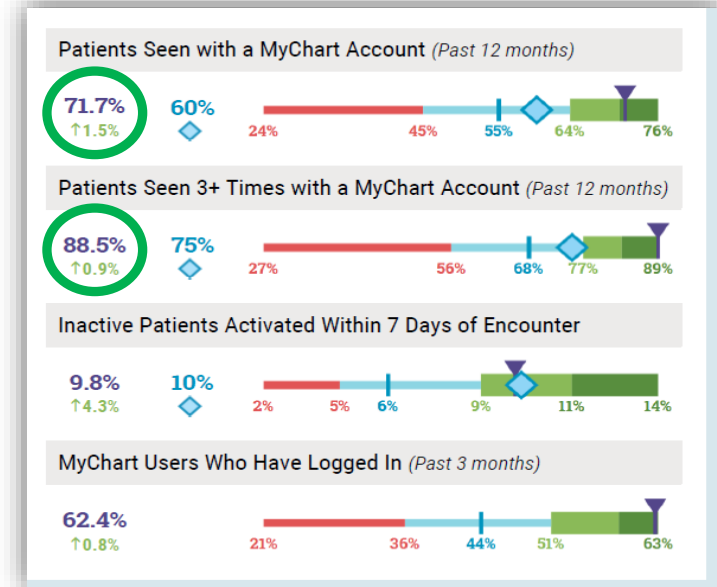 Patients Seen with a MyChart Account (Past 12 months)
71.7% 60%
↑1.5% 24% 45% 55% 64% 76%
Patients Seen 3+ Times with a MyChart Account (Past 12 months)
88.5% 75%
↑0.9% 27% 56% 68% 77% 89%
Inactive Patients Activated Within 7 Days of Encounter
9.8% 10%
↑4.3% 2% 5% 6% 9% 11% 14%
MyChart Users Who Have Logged In (Past 3 months)
62.4%
↑0.8% 21% 36% 44% 51% 63%